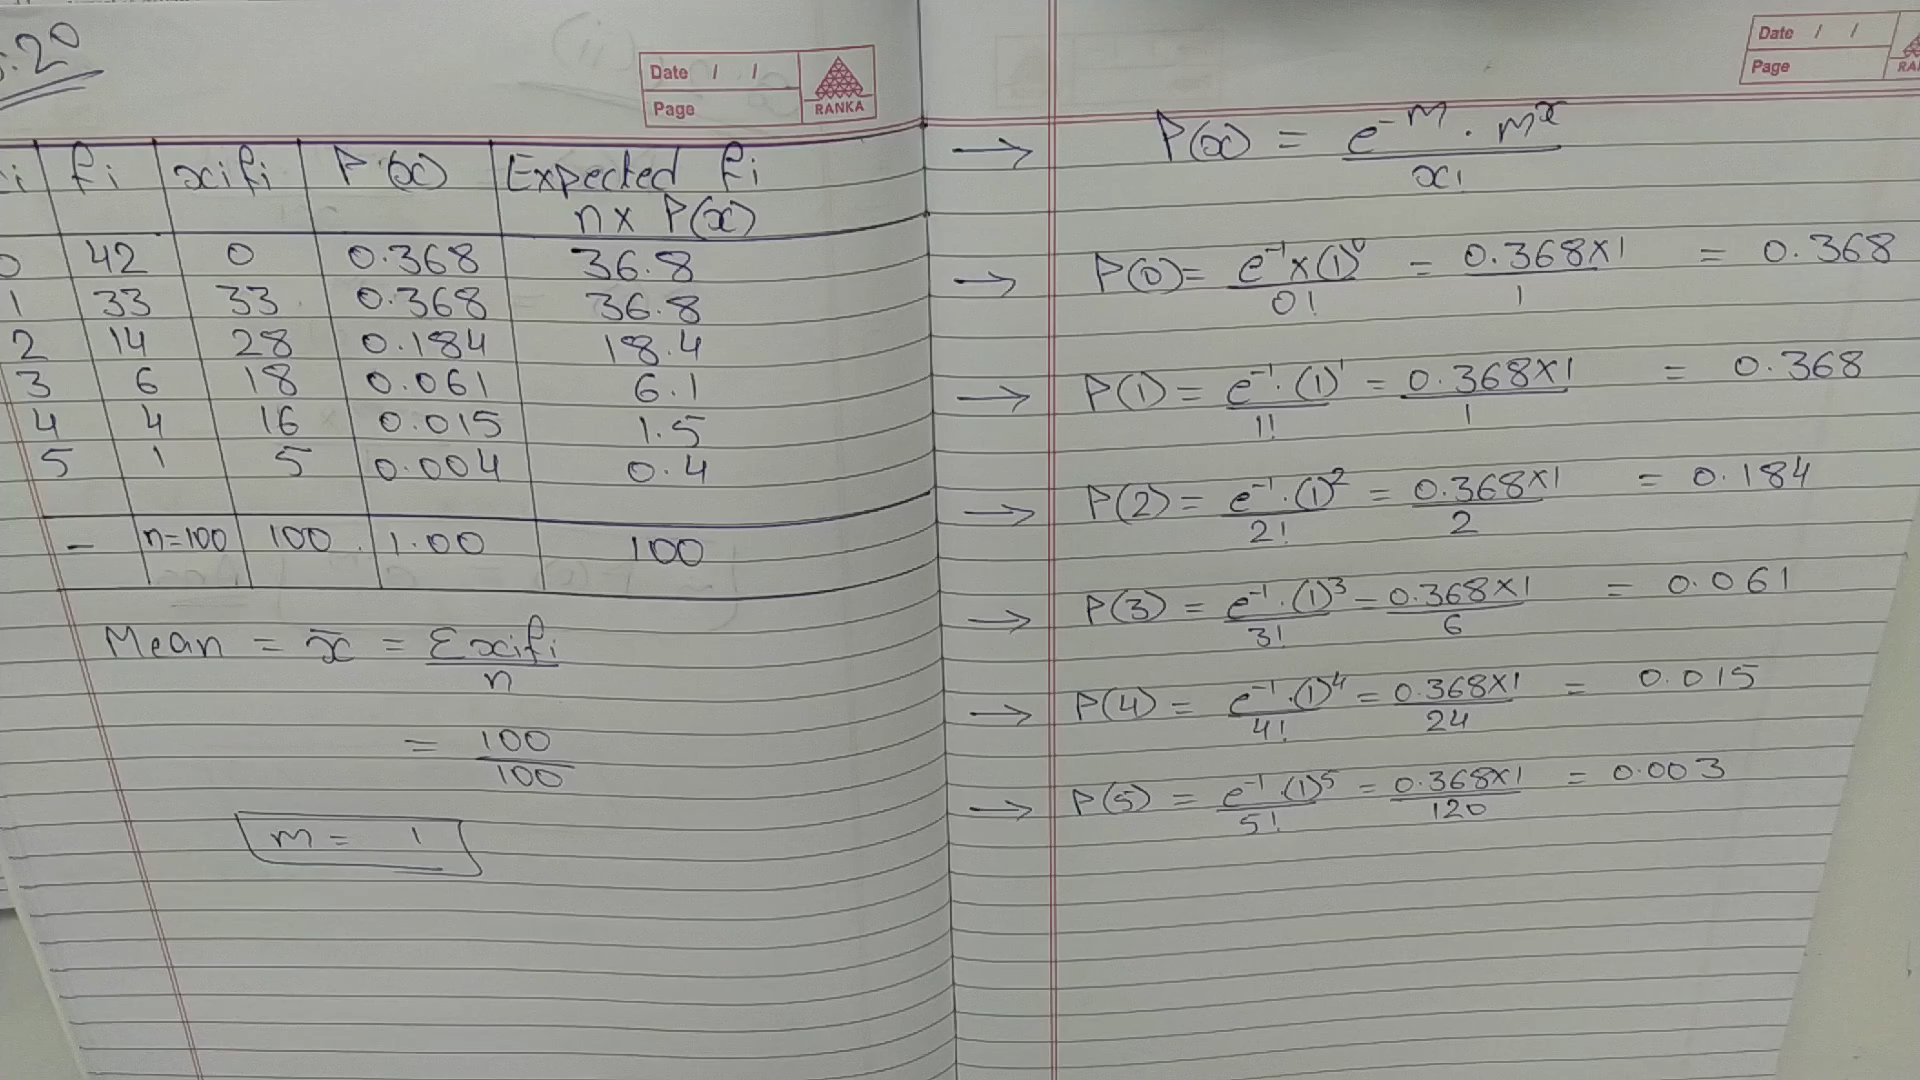 :20
Date / /
Page
RANKA
i | fi | xifi | P(x) | Expected fi
n x P(x)
0 | 42 | 0 | 0.368 | 36.8
1 | 33 | 33 | 0.368 | 36.8
2 | 14 | 28 | 0.184 | 18.4
3 | 6 | 18 | 0.061 | 6.1
4 | 4 | 16 | 0.015 | 1.5
5 | 1 | 5 | 0.004 | 0.4
- | n=100 | 100 | 1.00 | 100
Mean = x̄ = Σxifi / n
= 100 / 100
m = 1
Date / /
Page
RA
→ P(x) = e^-m . m^x / x!
→ P(0) = e^-1 x (1)^0 / 0! = 0.368x1 / 1 = 0.368
→ P(1) = e^-1 . (1)^1 / 1! = 0.368x1 / 1 = 0.368
→ P(2) = e^-1 . (1)^2 / 2! = 0.368x1 / 2 = 0.184
→ P(3) = e^-1 . (1)^3 / 3! = 0.368x1 / 6 = 0.061
→ P(4) = e^-1 . (1)^4 / 4! = 0.368x1 / 24 = 0.015
→ P(5) = e^-1 . (1)^5 / 5! = 0.368x1 / 120 = 0.003